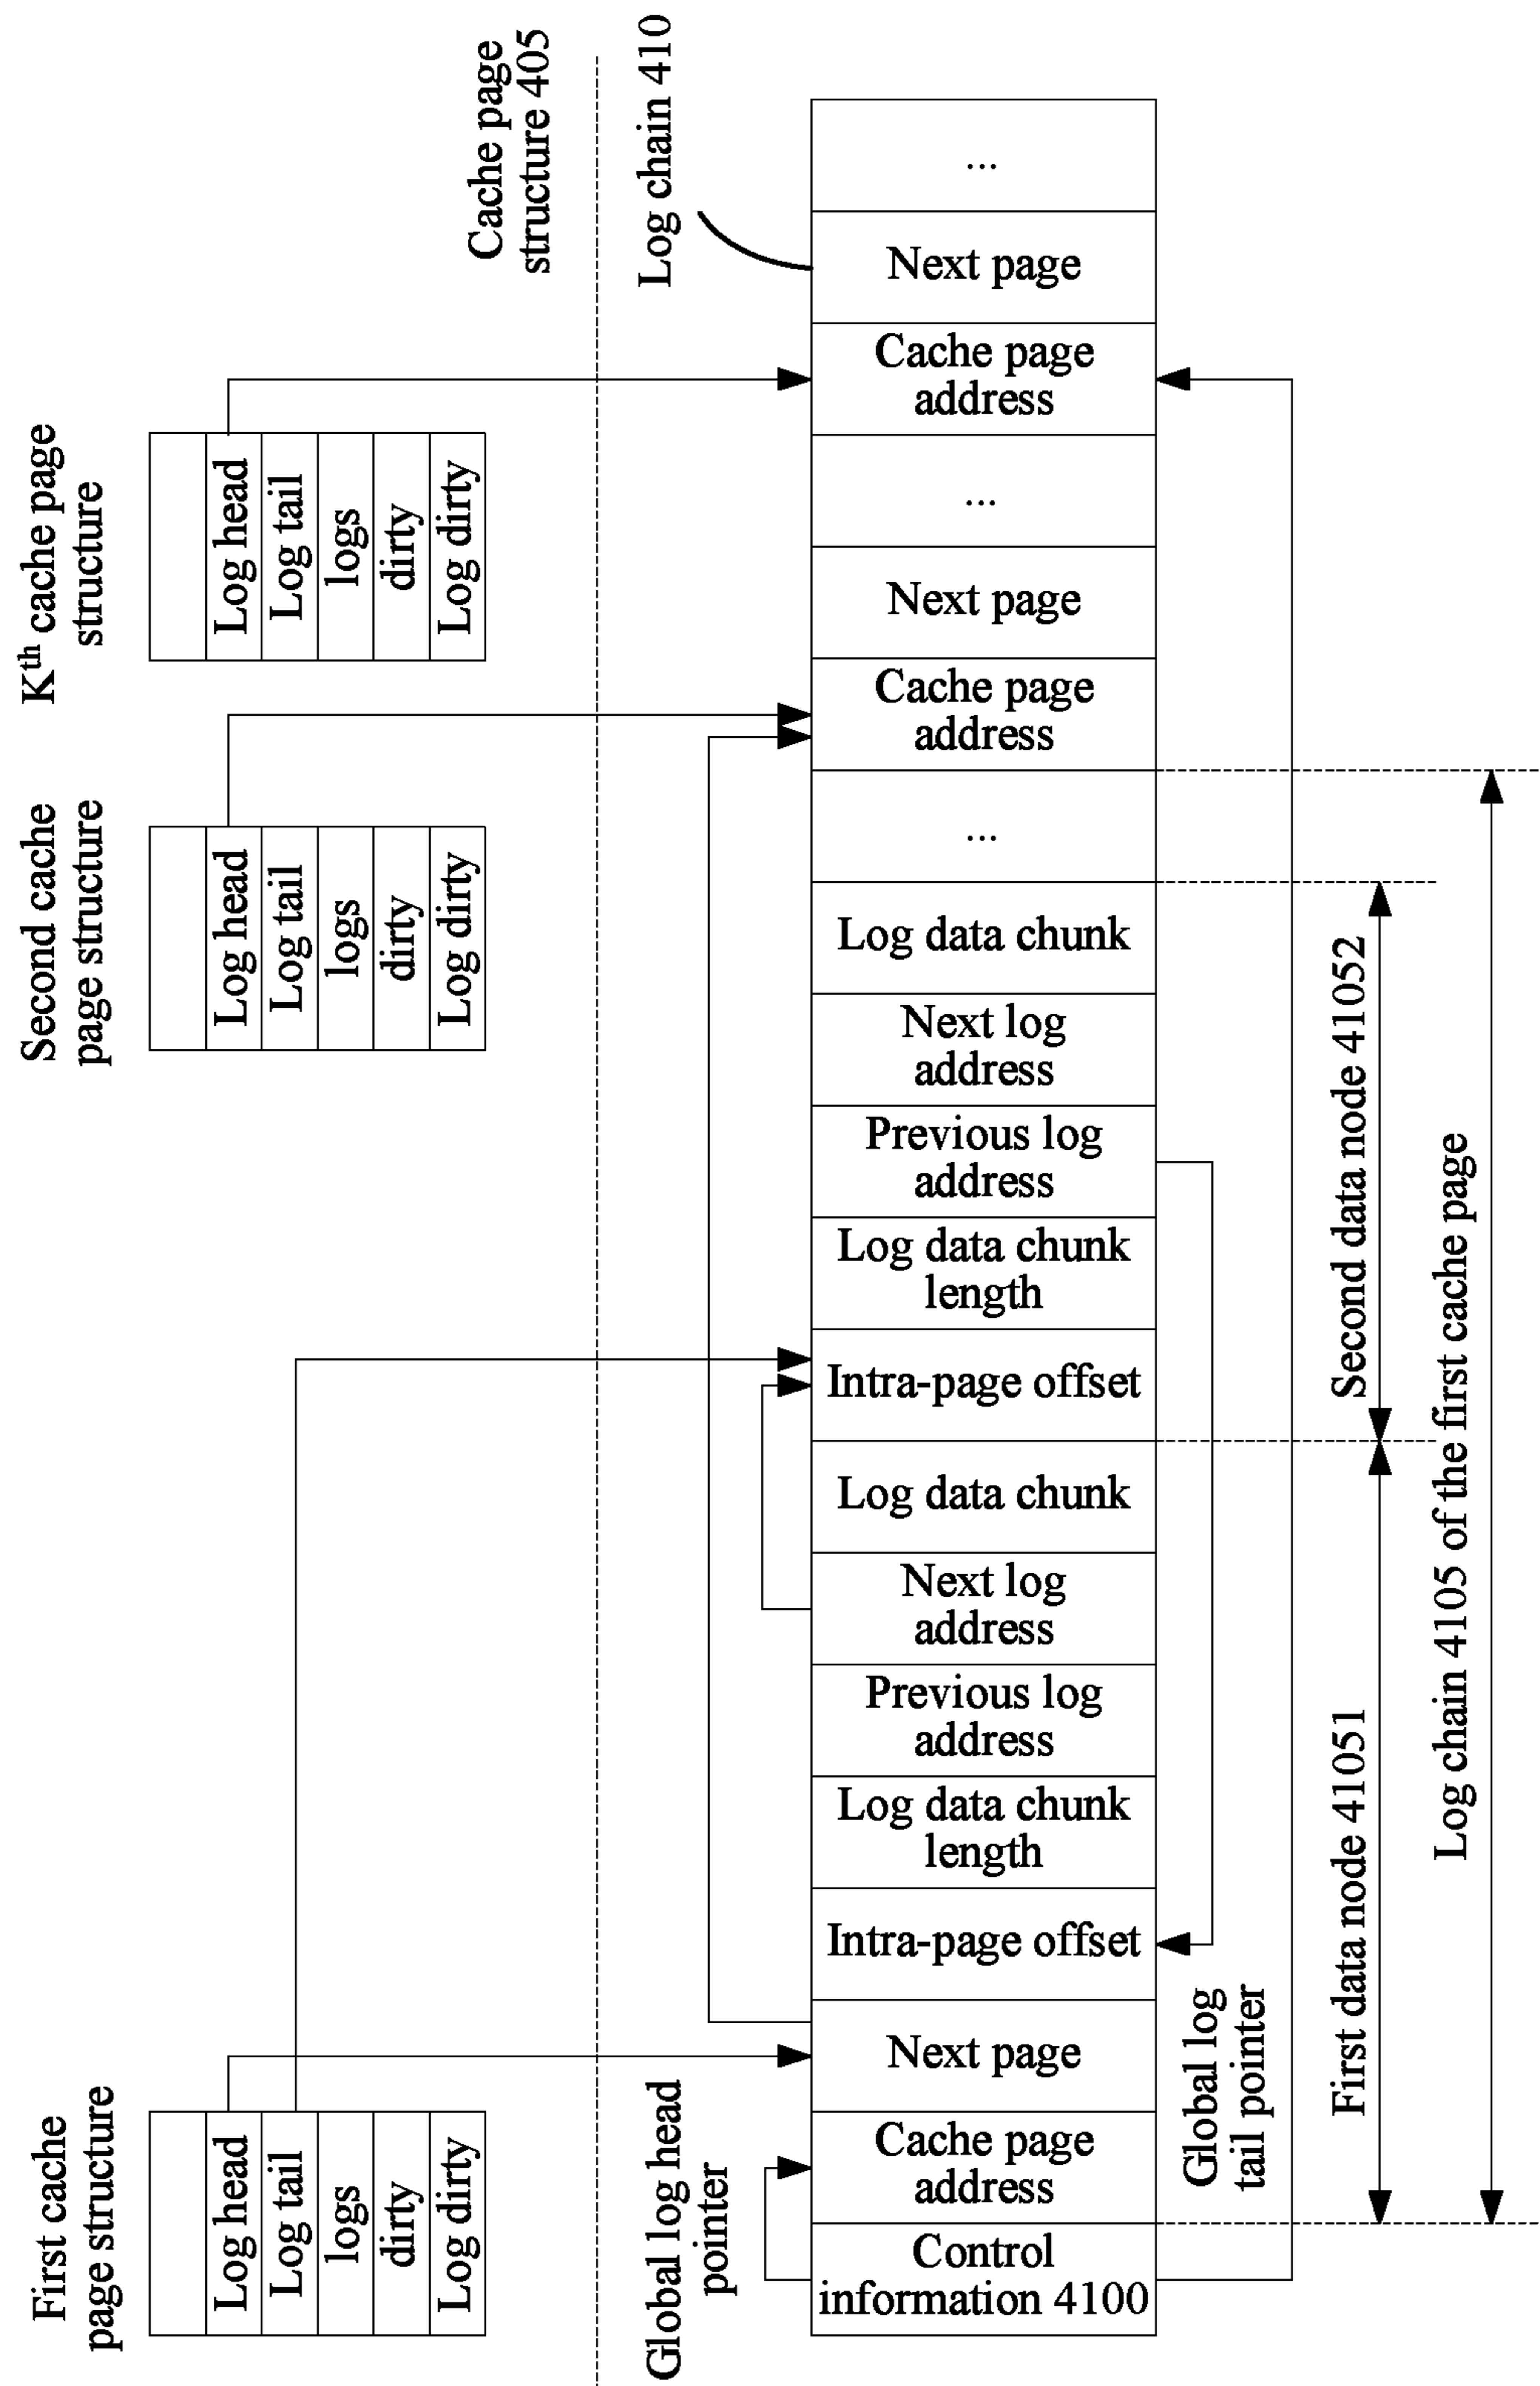 First cache
page structure
Log head
Log tail
logs
dirty
Log dirty
Second cache
page structure
Log head
Log tail
logs
dirty
Log dirty
Kth cache page
structure
Log head
Log tail
logs
dirty
Log dirty
Cache page
structure 405
Log chain 410
Global log head
pointer
...
Next page
Cache page
address
...
Next page
Cache page
address
...
Log data chunk
Next log
address
Previous log
address
Log data chunk
length
Intra-page offset
Log data chunk
Next log
address
Previous log
address
Log data chunk
length
Intra-page offset
Next page
Cache page
address
Control
information 4100
Global log
tail pointer
First data node 41051
Second data node 41052
Log chain 4105 of the first cache page